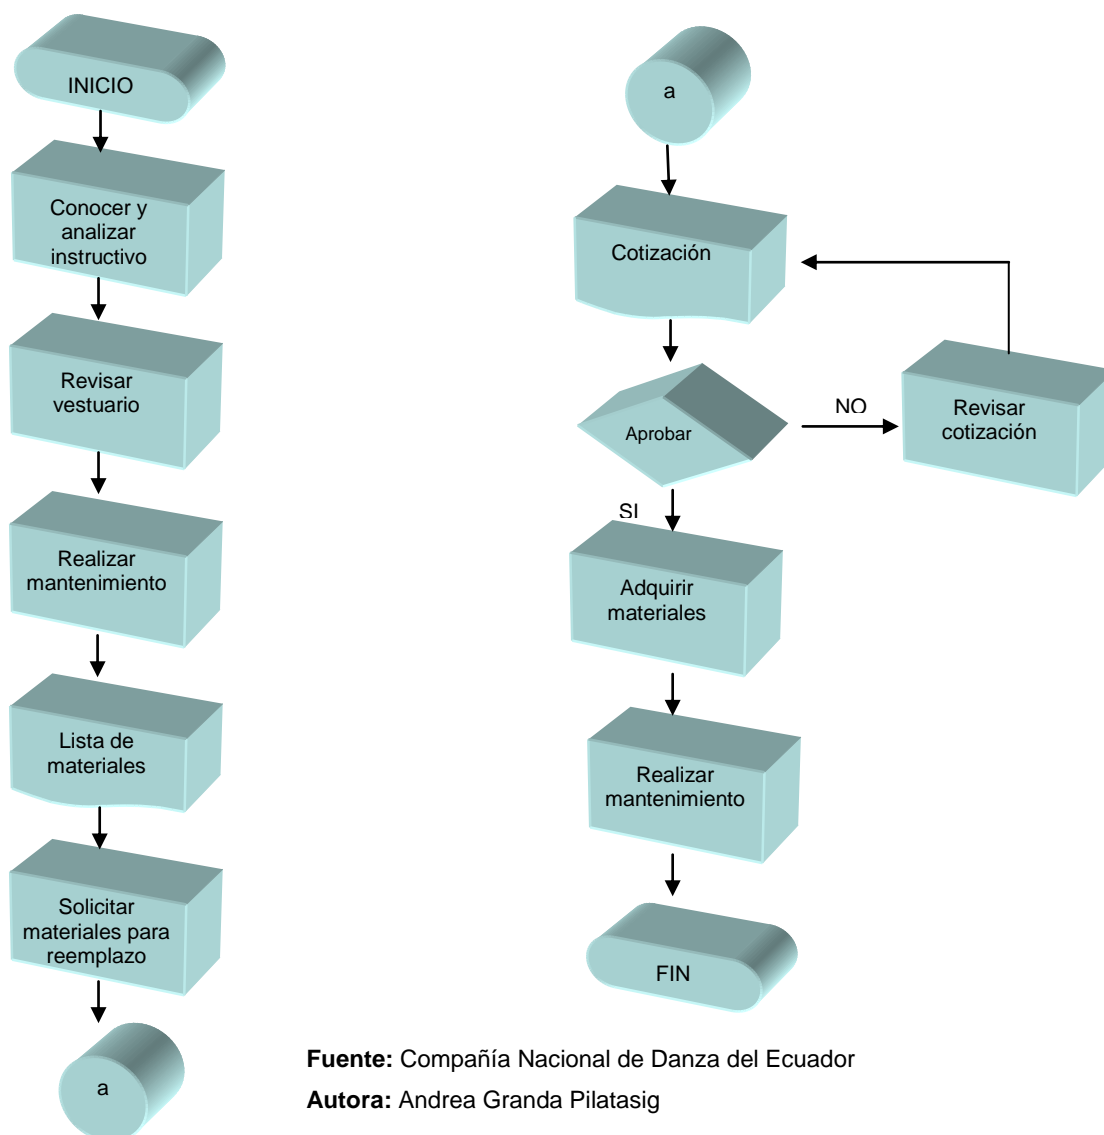 INICIO
Conocer y
analizar
instructivo
Revisar
vestuario
Realizar
mantenimiento
Lista de
materiales
Solicitar
materiales para
reemplazo
a
a
Cotización
Aprobar
NO
Revisar
cotización
SI
Adquirir
materiales
Realizar
mantenimiento
FIN
Fuente: Compañía Nacional de Danza del Ecuador
Autora: Andrea Granda Pilatasig